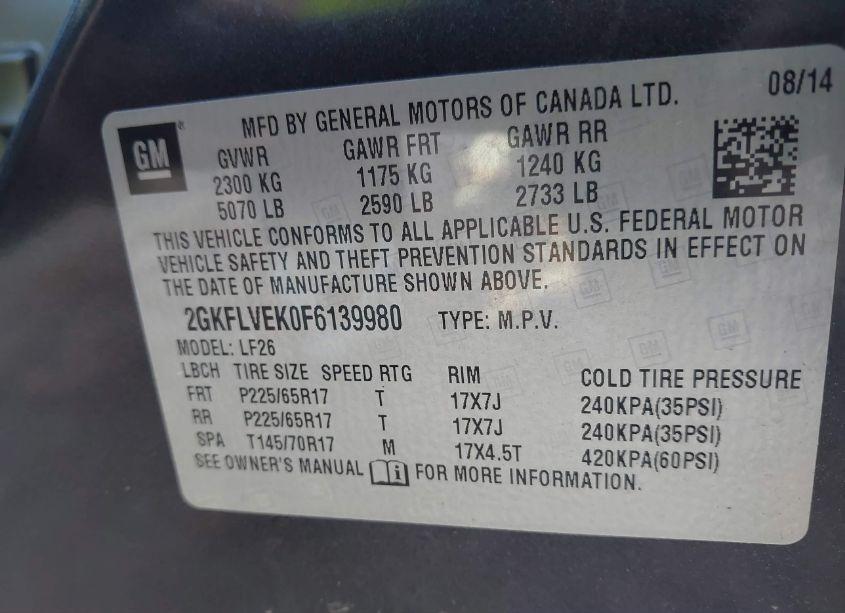 08/14
GM
MFD BY GENERAL MOTORS OF CANADA LTD.
GVWR GAWR FRT GAWR RR
2300 KG 1175 KG 1240 KG
5070 LB 2590 LB 2733 LB
THIS VEHICLE CONFORMS TO ALL APPLICABLE U.S. FEDERAL MOTOR
VEHICLE SAFETY AND THEFT PREVENTION STANDARDS IN EFFECT ON
THE DATE OF MANUFACTURE SHOWN ABOVE.
2GKFLVEK0F6139980 TYPE: M.P.V.
MODEL: LF26
LBCH TIRE SIZE SPEED RTG RIM COLD TIRE PRESSURE
FRT P225/65R17 T 17X7J 240KPA(35PSI)
RR P225/65R17 T 17X7J 240KPA(35PSI)
SPA T145/70R17 M 17X4.5T 420KPA(60PSI)
SEE OWNER'S MANUAL FOR MORE INFORMATION.